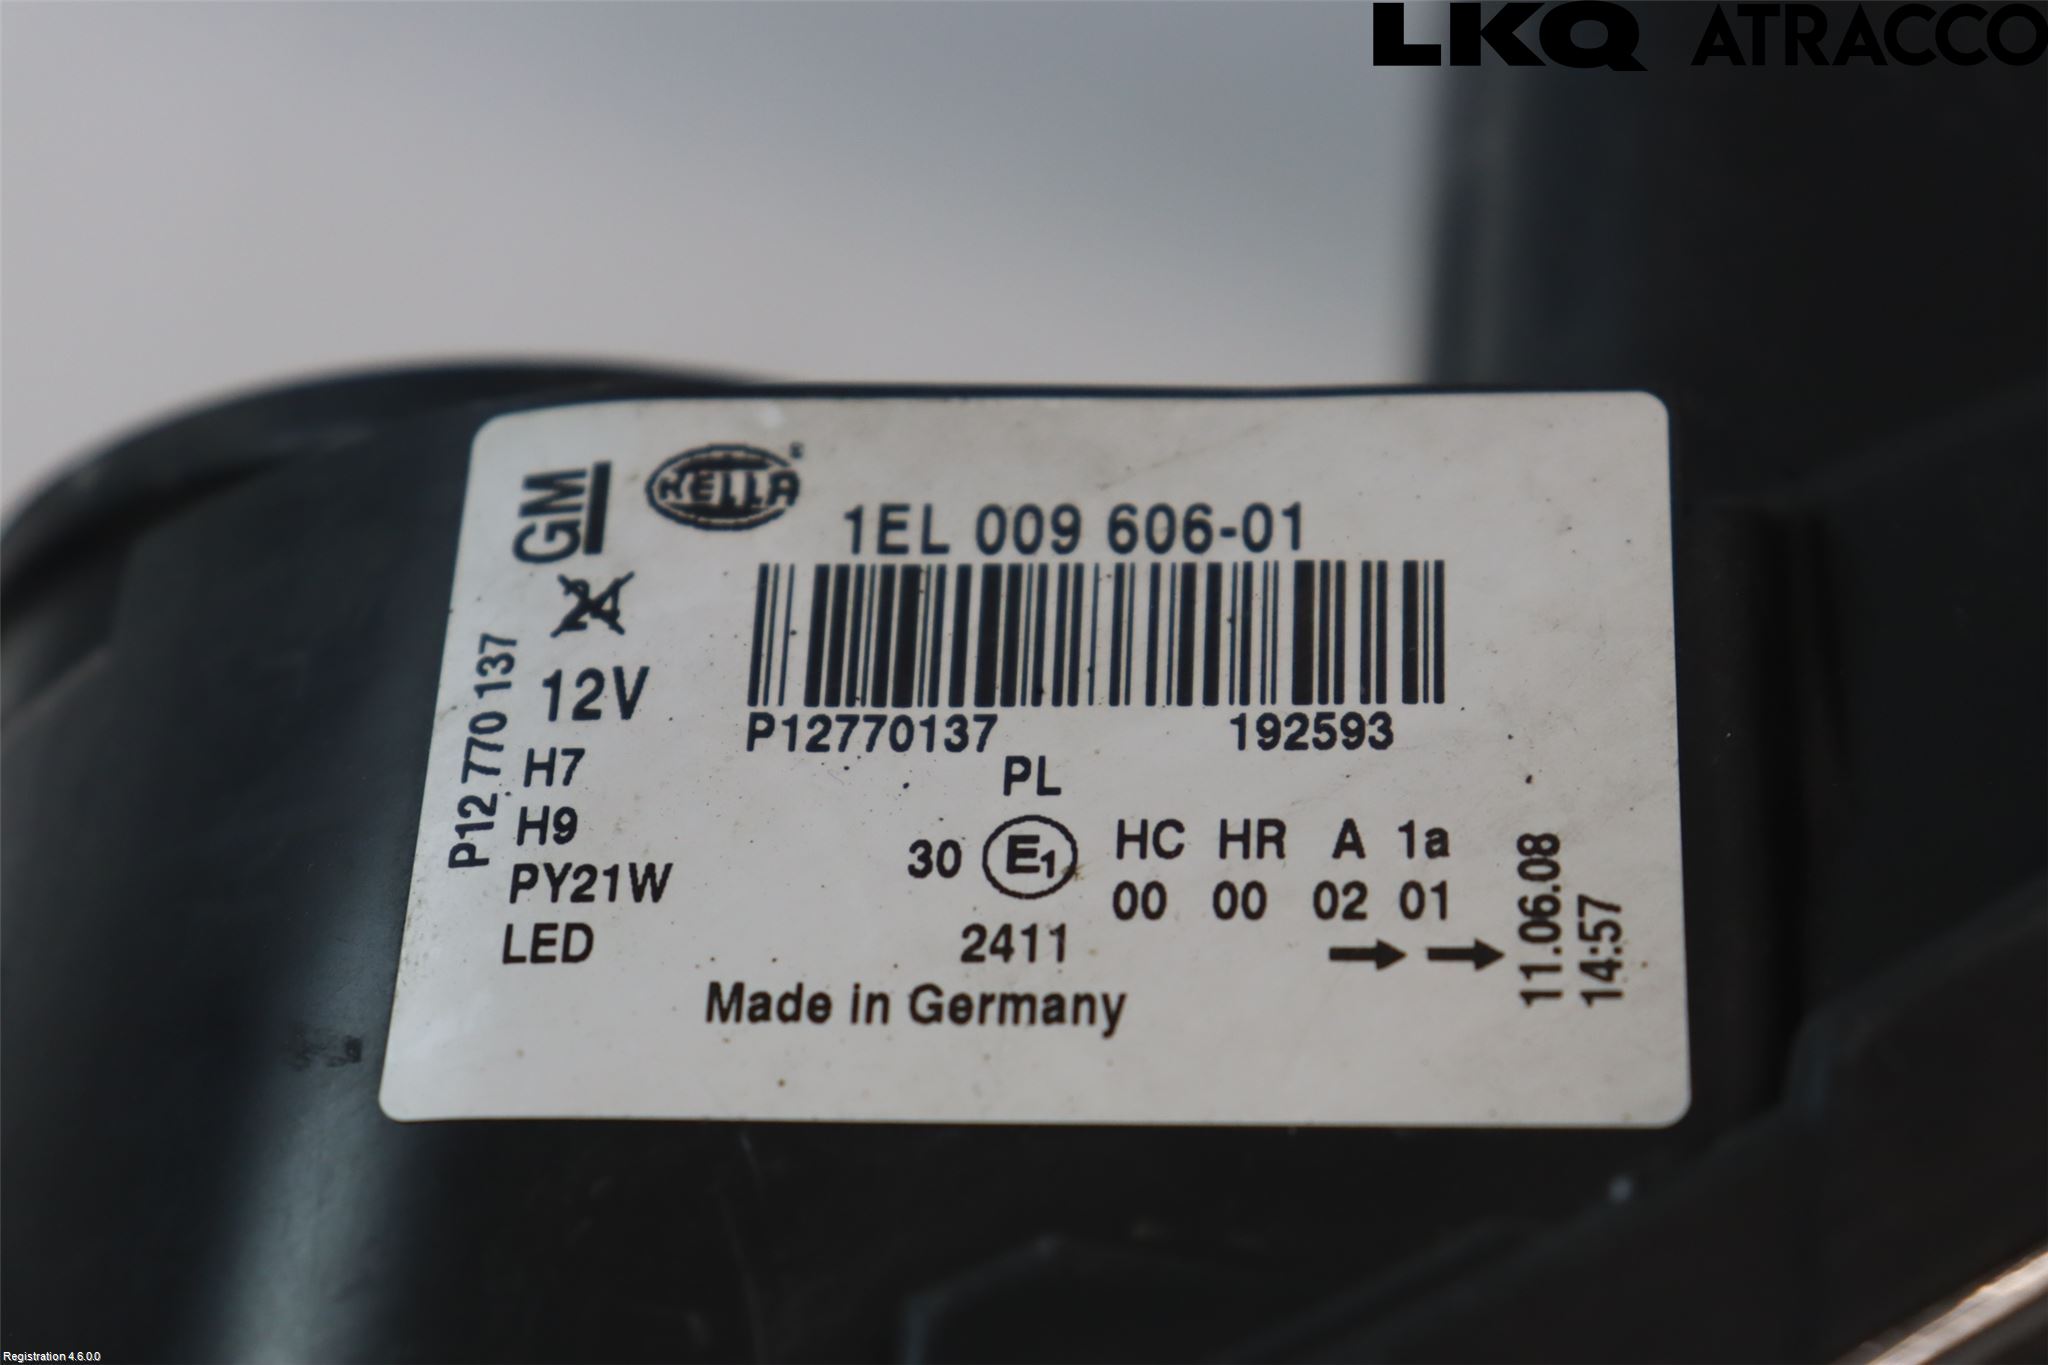 LKQ ATRACCO
GM
HELLA
®
1EL 009 606-01
24
12V
P12 770 137
P12770137 192593
H7
H9
PY21W
LED
PL
30 E1 HC HR A 1a
00 00 02 01
2411
→ →
Made in Germany
11.06.08
14:57
Registration 4.6.0.0